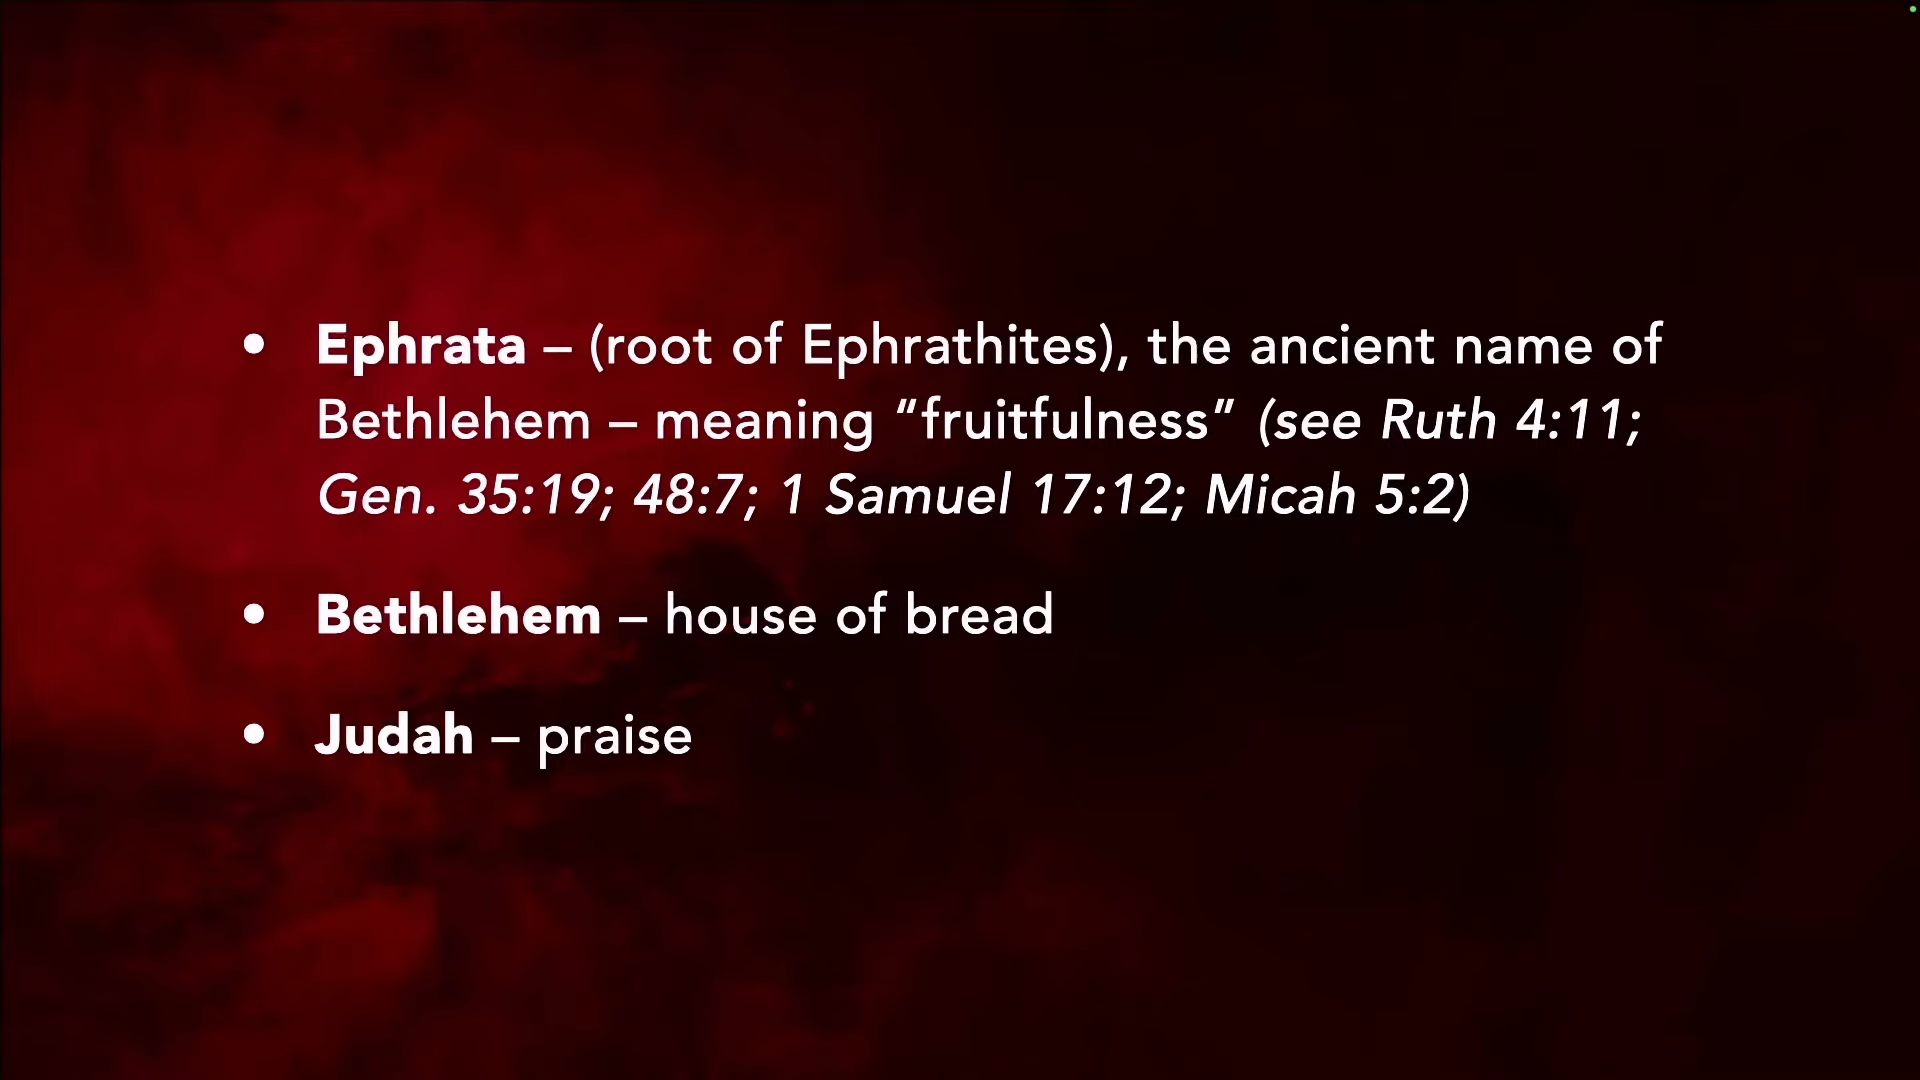 • Ephrata – (root of Ephrathites), the ancient name of
Bethlehem – meaning “fruitfulness” (see Ruth 4:11;
Gen. 35:19; 48:7; 1 Samuel 17:12; Micah 5:2)
• Bethlehem – house of bread
• Judah – praise